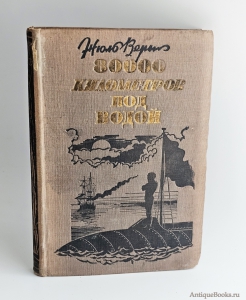 Жюль Верн
80000
КИЛОМЕТРОВ
ПОД
ВОДОЙ
AntiqueBooks.ru